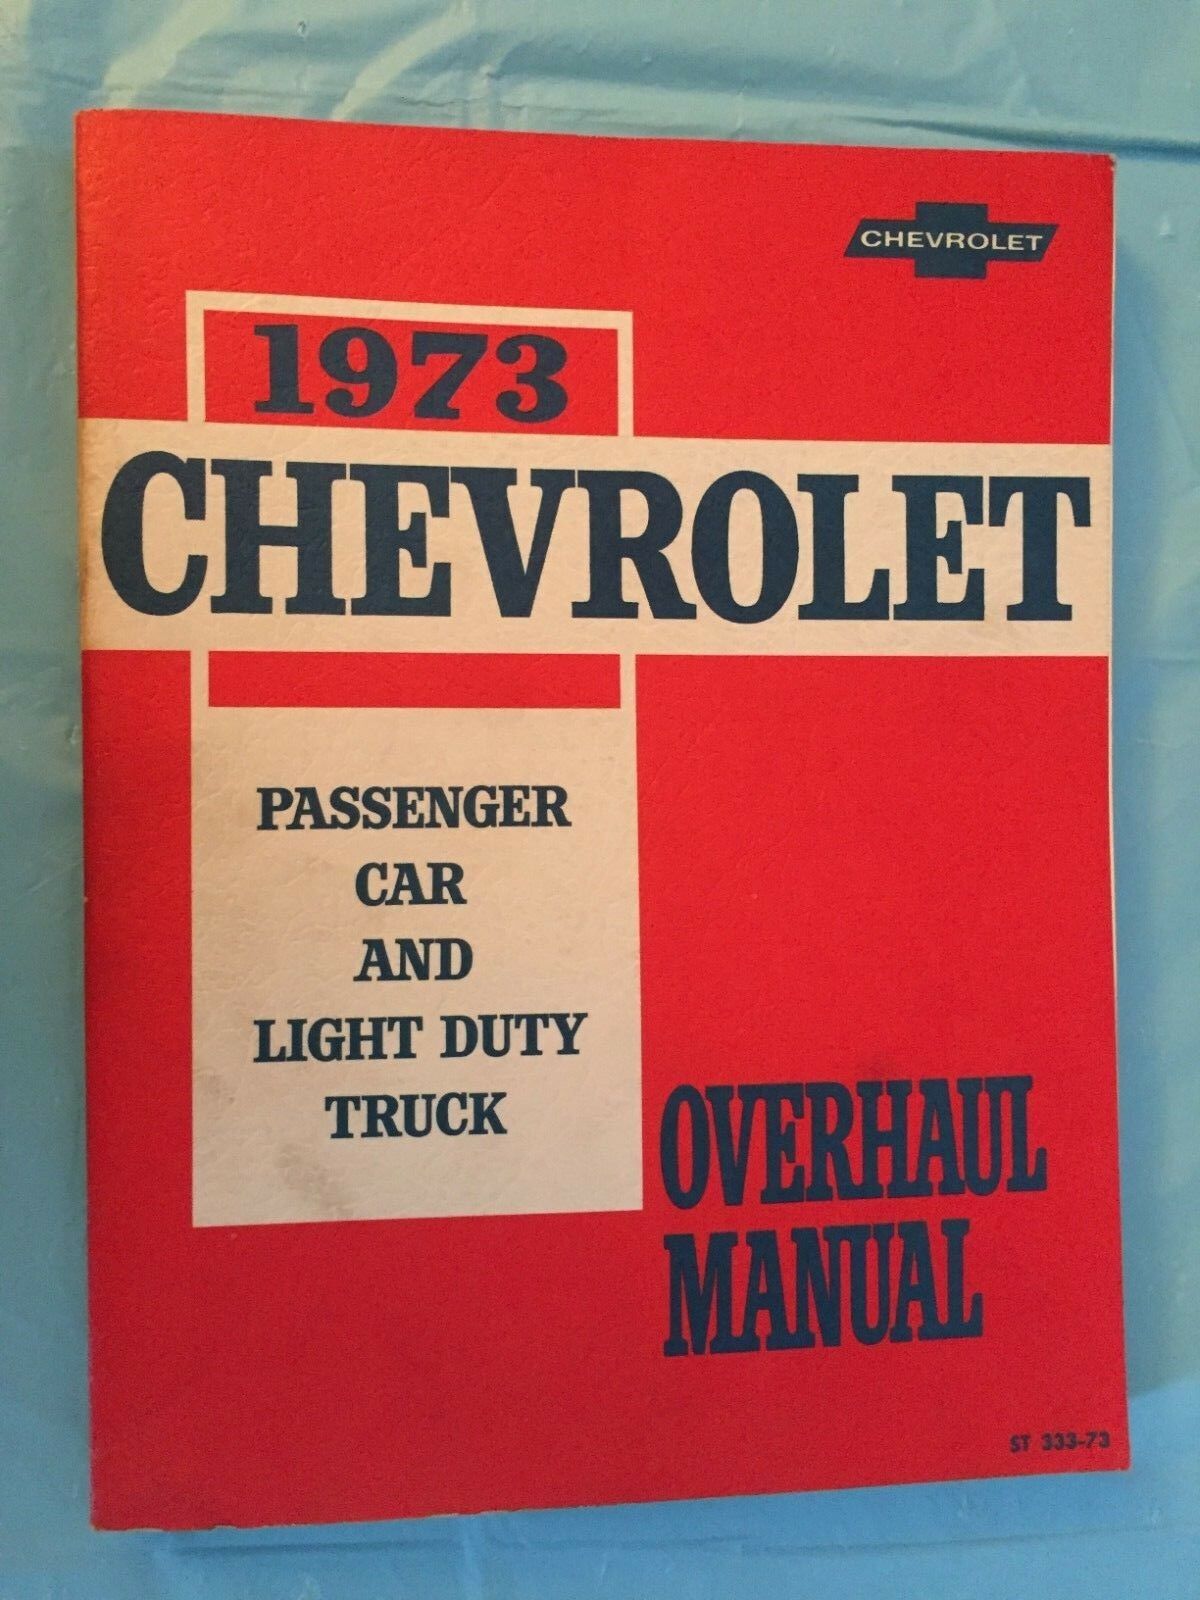 CHEVROLET
1973
CHEVROLET
PASSENGER
CAR
AND
LIGHT DUTY
TRUCK
OVERHAUL
MANUAL
ST 333-73